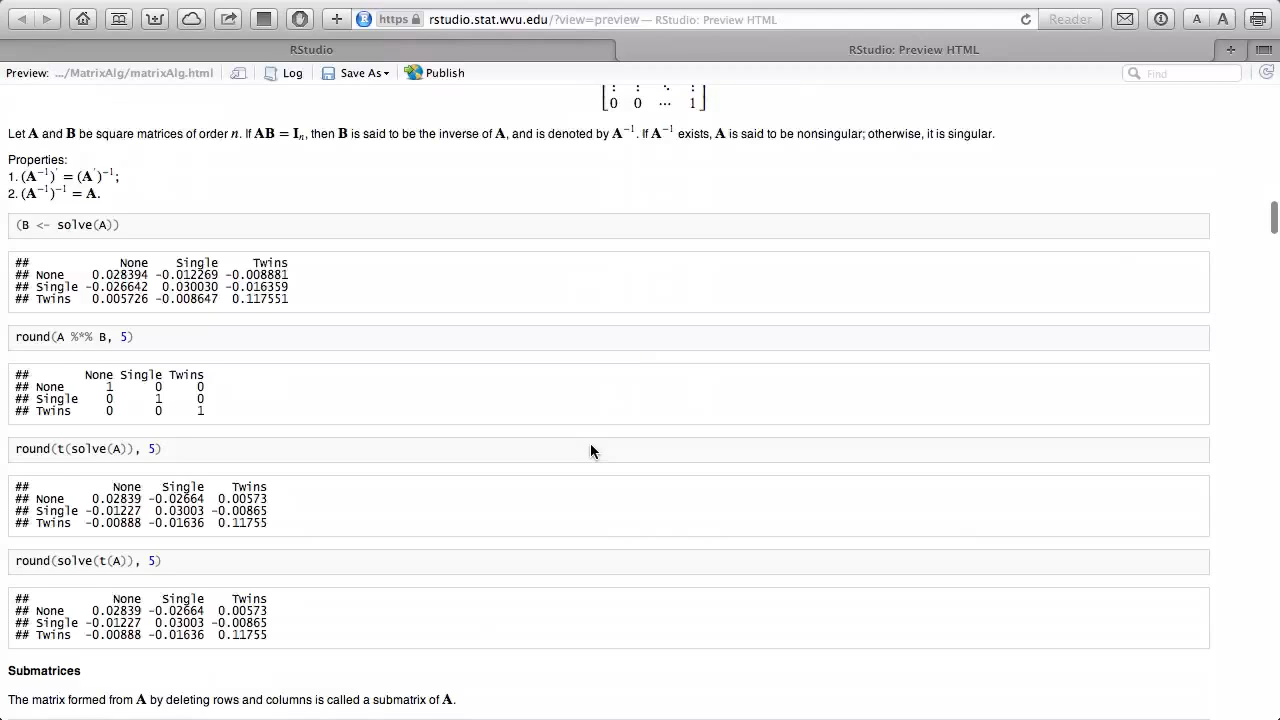 https rstudio.stat.wvu.edu/?view=preview — RStudio: Preview HTML Reader A A
RStudio RStudio: Preview HTML
Preview: .../MatrixAlg/matrixAlg.html Log Save As Publish Find
⋮ ⋮ ⋱ ⋮
0 0 ⋯ 1
Let A and B be square matrices of order n. If AB = Iₙ, then B is said to be the inverse of A, and is denoted by A⁻¹. If A⁻¹ exists, A is said to be nonsingular; otherwise, it is singular.
Properties:
1. (A⁻¹)′ = (A′)⁻¹;
2. (A⁻¹)⁻¹ = A.
(B <- solve(A))
## None Single Twins
## None 0.028394 -0.012269 -0.008881
## Single -0.026642 0.030030 -0.016359
## Twins 0.005726 -0.008647 0.117551
round(A %*% B, 5)
## None Single Twins
## None 1 0 0
## Single 0 1 0
## Twins 0 0 1
round(t(solve(A)), 5)
## None Single Twins
## None 0.02839 -0.02664 0.00573
## Single -0.01227 0.03003 -0.00865
## Twins -0.00888 -0.01636 0.11755
round(solve(t(A)), 5)
## None Single Twins
## None 0.02839 -0.02664 0.00573
## Single -0.01227 0.03003 -0.00865
## Twins -0.00888 -0.01636 0.11755
Submatrices
The matrix formed from A by deleting rows and columns is called a submatrix of A.